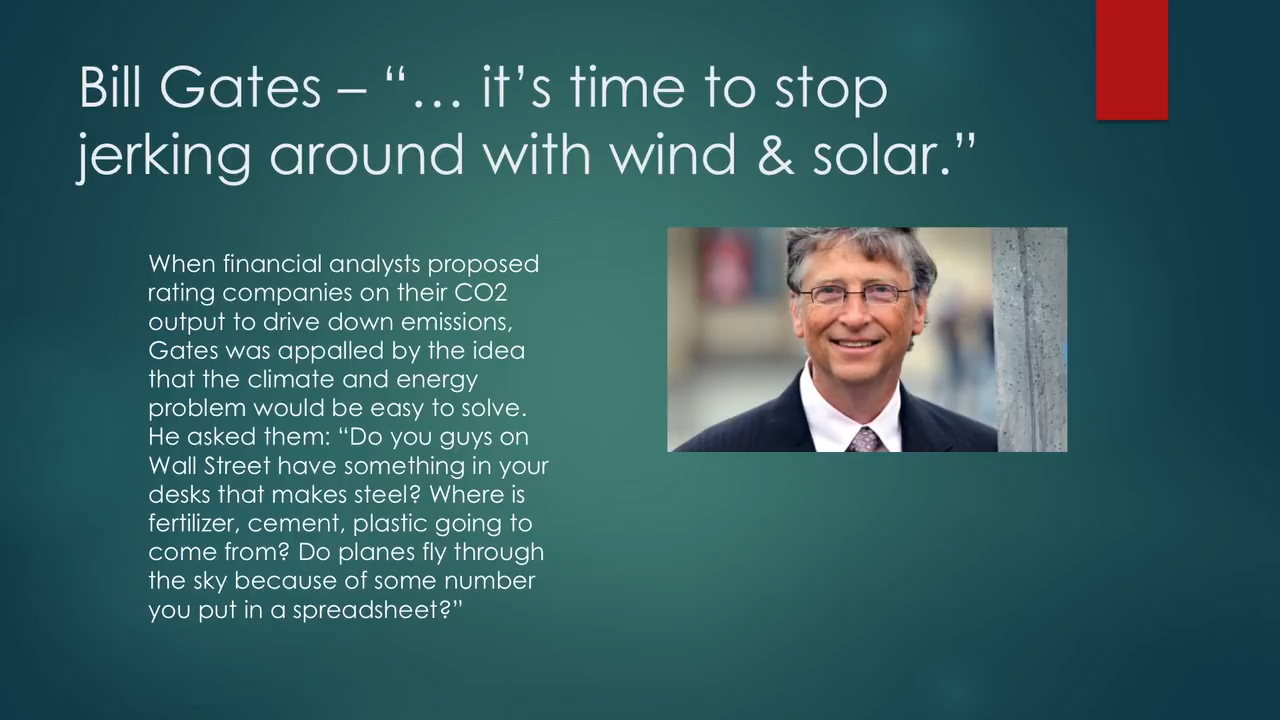 Bill Gates – “… it’s time to stop
jerking around with wind & solar.”
When financial analysts proposed
rating companies on their CO2
output to drive down emissions,
Gates was appalled by the idea
that the climate and energy
problem would be easy to solve.
He asked them: “Do you guys on
Wall Street have something in your
desks that makes steel? Where is
fertilizer, cement, plastic going to
come from? Do planes fly through
the sky because of some number
you put in a spreadsheet?”